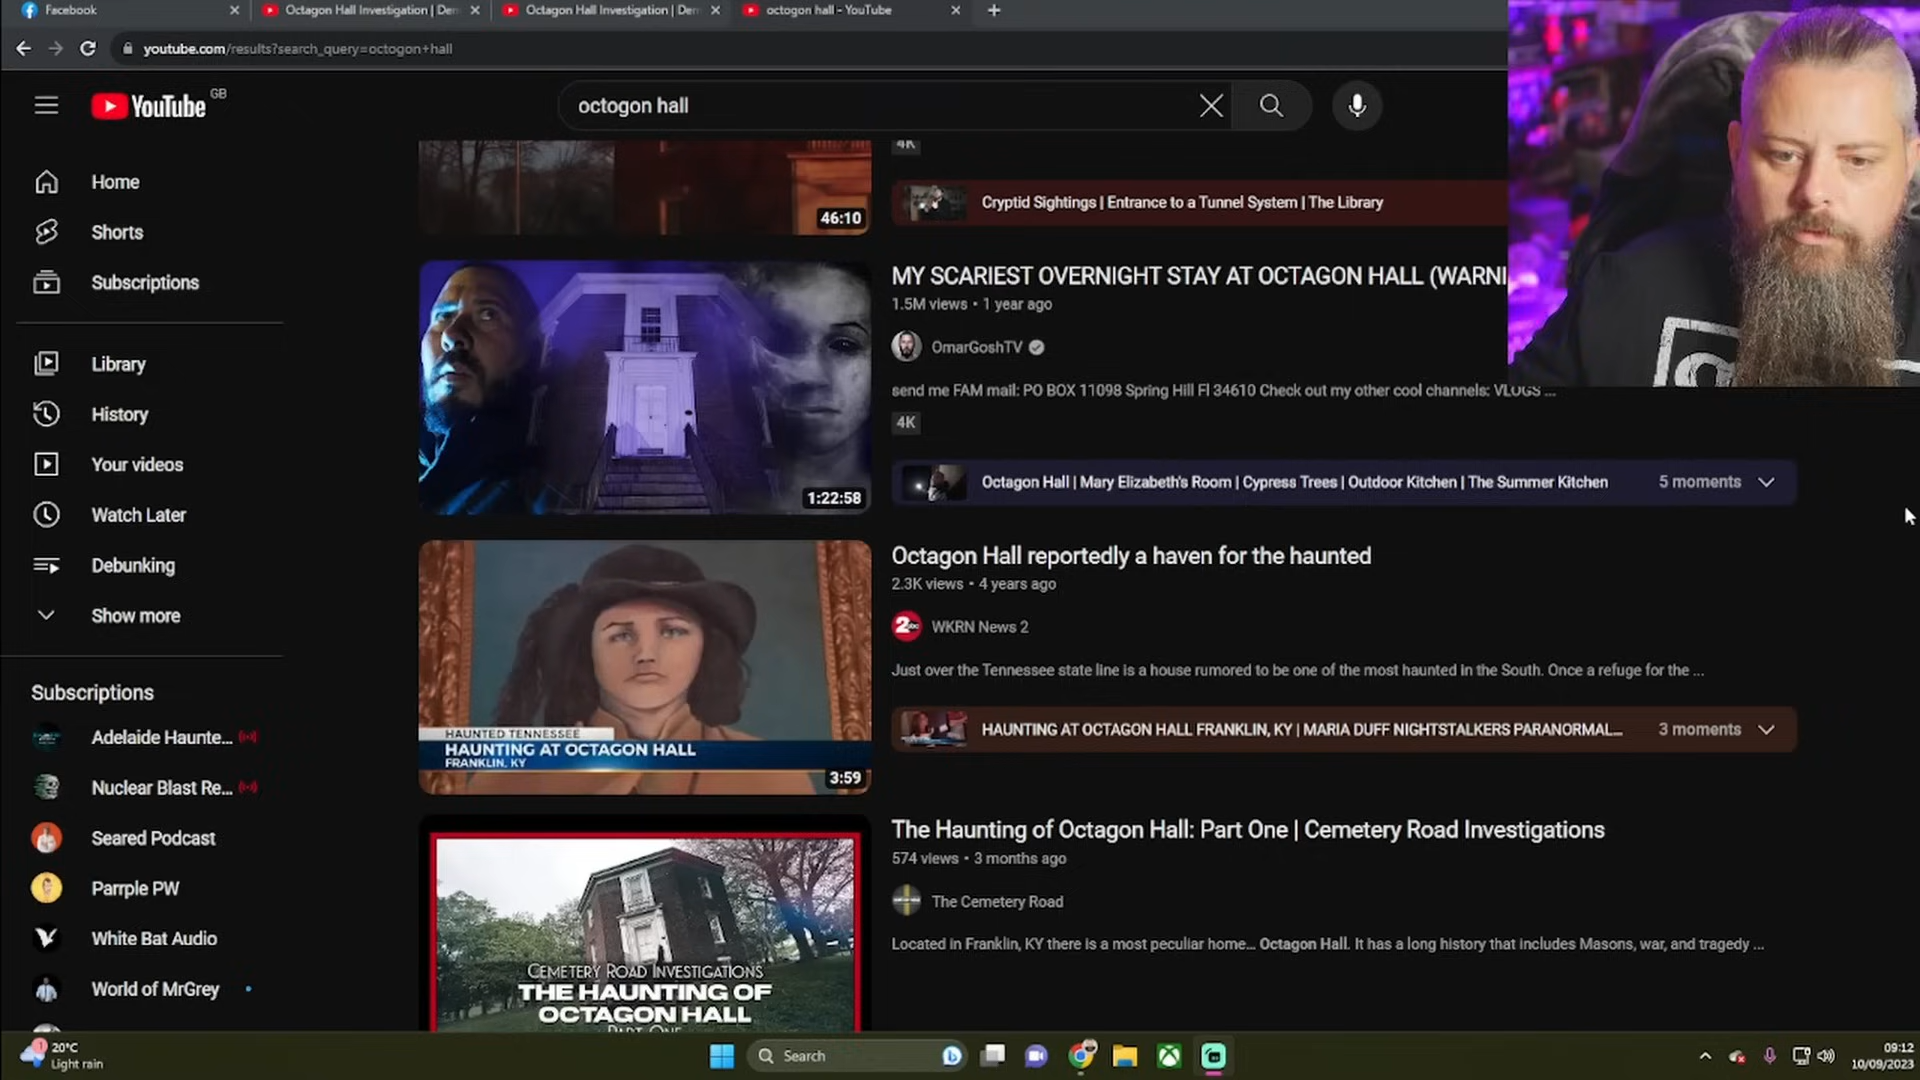 Facebook
Octagon Hall Investigation | Den
Octagon Hall Investigation | Den
octogon hall - YouTube
youtube.com/results?search_query=octogon+hall
YouTube GB
octogon hall
Home
Shorts
Subscriptions
Library
History
Your videos
Watch Later
Debunking
Show more
Subscriptions
Adelaide Haunte...
Nuclear Blast Re...
Seared Podcast
Parrple PW
White Bat Audio
World of MrGrey
46:10
4K
Cryptid Sightings | Entrance to a Tunnel System | The Library
1:22:58
MY SCARIEST OVERNIGHT STAY AT OCTAGON HALL (WARNI
1.5M views • 1 year ago
OmarGoshTV
send me FAM mail: PO BOX 11098 Spring Hill Fl 34610 Check out my other cool channels: VLOGS ...
4K
Octagon Hall | Mary Elizabeth's Room | Cypress Trees | Outdoor Kitchen | The Summer Kitchen 5 moments
HAUNTED TENNESSEE
HAUNTING AT OCTAGON HALL
FRANKLIN, KY
3:59
Octagon Hall reportedly a haven for the haunted
2.3K views • 4 years ago
2 abc WKRN News 2
Just over the Tennessee state line is a house rumored to be one of the most haunted in the South. Once a refuge for the ...
HAUNTING AT OCTAGON HALL FRANKLIN, KY | MARIA DUFF NIGHTSTALKERS PARANORMAL... 3 moments
CEMETERY ROAD INVESTIGATIONS
THE HAUNTING OF
OCTAGON HALL
PART ONE
The Haunting of Octagon Hall: Part One | Cemetery Road Investigations
574 views • 3 months ago
The Cemetery Road
Located in Franklin, KY there is a most peculiar home... Octagon Hall. It has a long history that includes Masons, war, and tragedy ...
1
20°C
Light rain
Search
09:12
10/09/2023